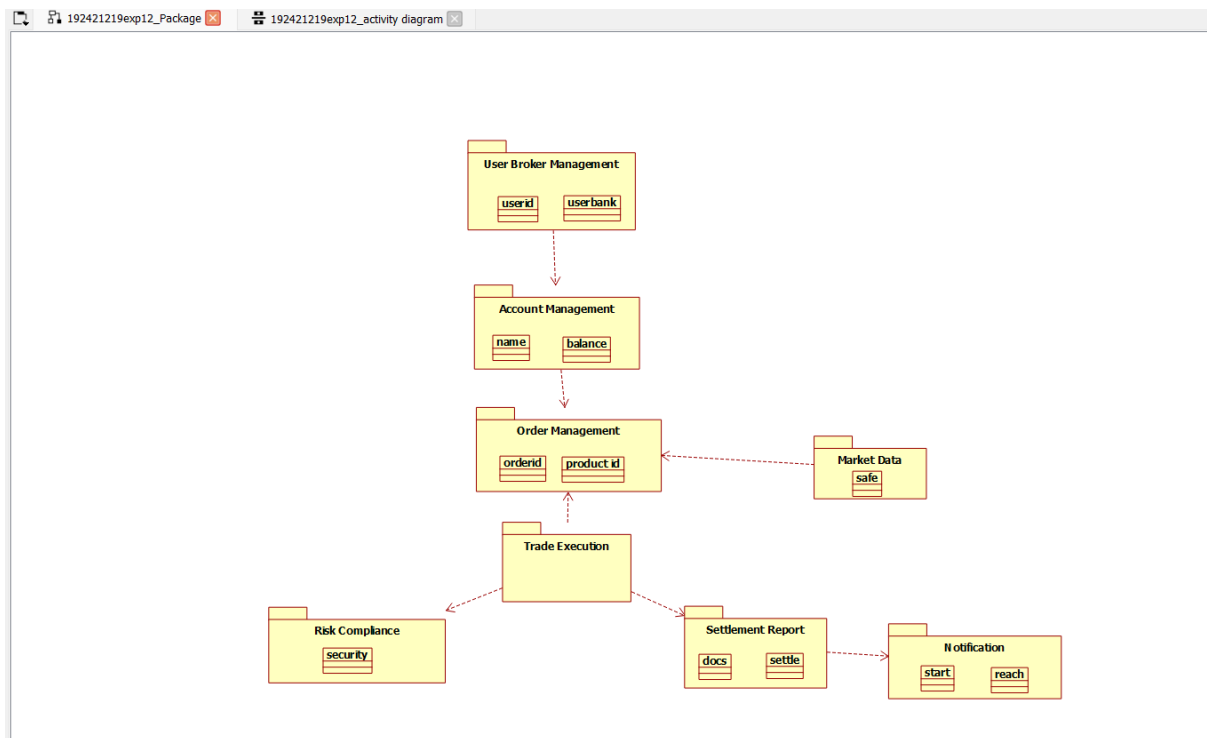 192421219exp12_Package
192421219exp12_activity diagram
User Broker Management
userid
userbank
Account Management
name
balance
Order Management
orderid
product id
Market Data
safe
Trade Execution
Risk Compliance
security
Settlement Report
docs
settle
Notification
start
reach